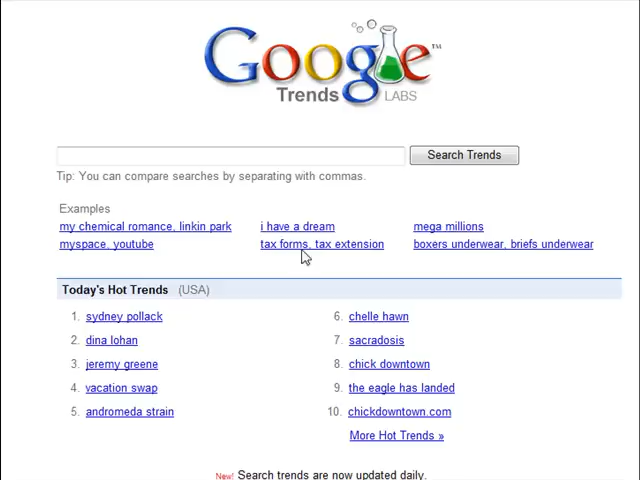 Google™
Trends LABS
Search Trends
Tip: You can compare searches by separating with commas.
Examples
my chemical romance, linkin park i have a dream mega millions
myspace, youtube tax forms, tax extension boxers underwear, briefs underwear
Today's Hot Trends (USA)
1. sydney pollack 6. chelle hawn
2. dina lohan 7. sacradosis
3. jeremy greene 8. chick downtown
4. vacation swap 9. the eagle has landed
5. andromeda strain 10. chickdowntown.com
More Hot Trends »
New! Search trends are now updated daily.